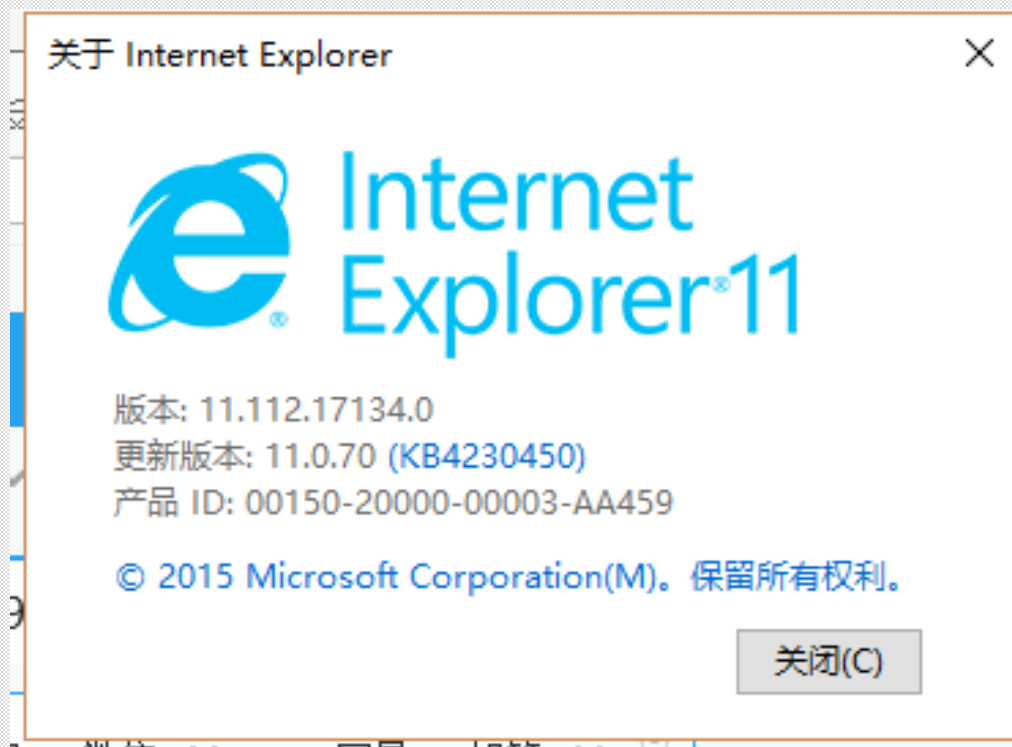 关于 Internet Explorer
Internet
Explorer®11
®
版本: 11.112.17134.0
更新版本: 11.0.70 (KB4230450)
产品 ID: 00150-20000-00003-AA459
© 2015 Microsoft Corporation(M)。保留所有权利。
9
关闭(C)